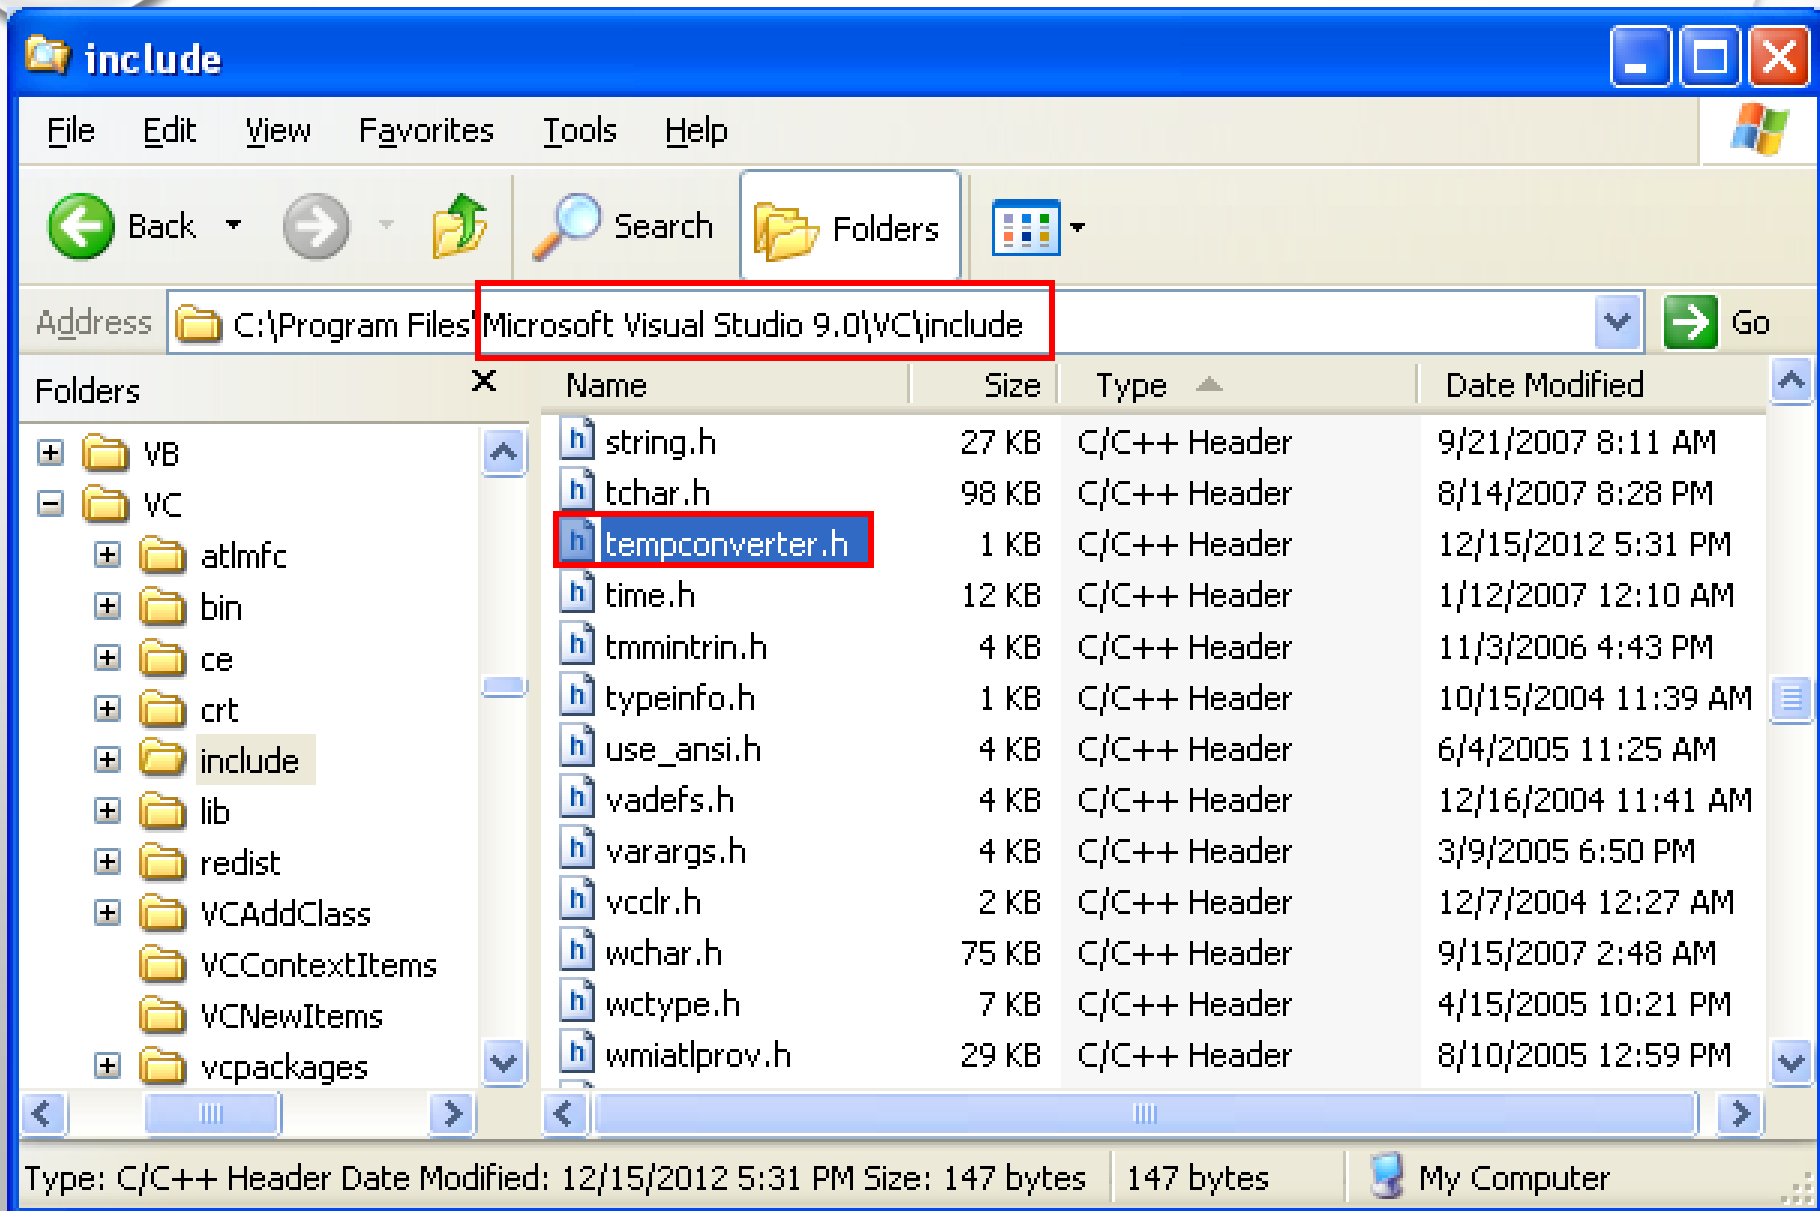 include
File Edit View Favorites Tools Help
Back Search Folders
Address C:\Program Files\Microsoft Visual Studio 9.0\VC\include Go
Folders
VB
VC
atlmfc
bin
ce
crt
include
lib
redist
VCAddClass
VCContextItems
VCNewItems
vcpackages
Name Size Type Date Modified
string.h 27 KB C/C++ Header 9/21/2007 8:11 AM
tchar.h 98 KB C/C++ Header 8/14/2007 8:28 PM
tempconverter.h 1 KB C/C++ Header 12/15/2012 5:31 PM
time.h 12 KB C/C++ Header 1/12/2007 12:10 AM
tmmintrin.h 4 KB C/C++ Header 11/3/2006 4:43 PM
typeinfo.h 1 KB C/C++ Header 10/15/2004 11:39 AM
use_ansi.h 4 KB C/C++ Header 6/4/2005 11:25 AM
vadefs.h 4 KB C/C++ Header 12/16/2004 11:41 AM
varargs.h 4 KB C/C++ Header 3/9/2005 6:50 PM
vcclr.h 2 KB C/C++ Header 12/7/2004 12:27 AM
wchar.h 75 KB C/C++ Header 9/15/2007 2:48 AM
wctype.h 7 KB C/C++ Header 4/15/2005 10:21 PM
wmiatlprov.h 29 KB C/C++ Header 8/10/2005 12:59 PM
Type: C/C++ Header Date Modified: 12/15/2012 5:31 PM Size: 147 bytes 147 bytes My Computer